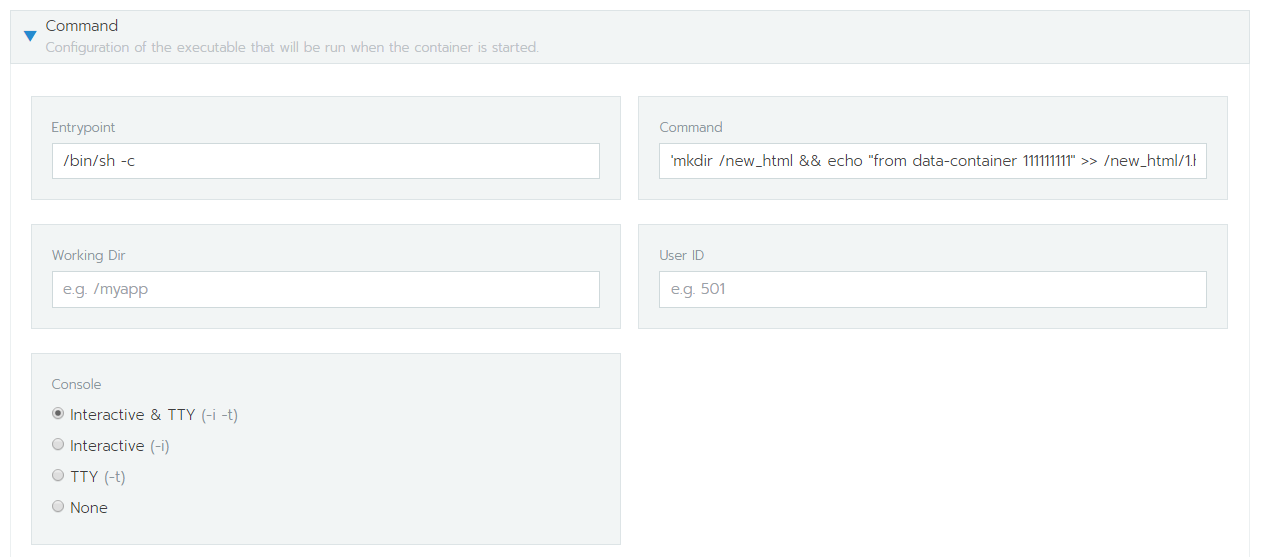 Command
Configuration of the executable that will be run when the container is started.
Entrypoint
/bin/sh -c
Command
'mkdir /new_html && echo "from data-container 111111111" >> /new_html/1.h
Working Dir
e.g. /myapp
User ID
e.g. 501
Console
Interactive & TTY (-i -t)
Interactive (-i)
TTY (-t)
None